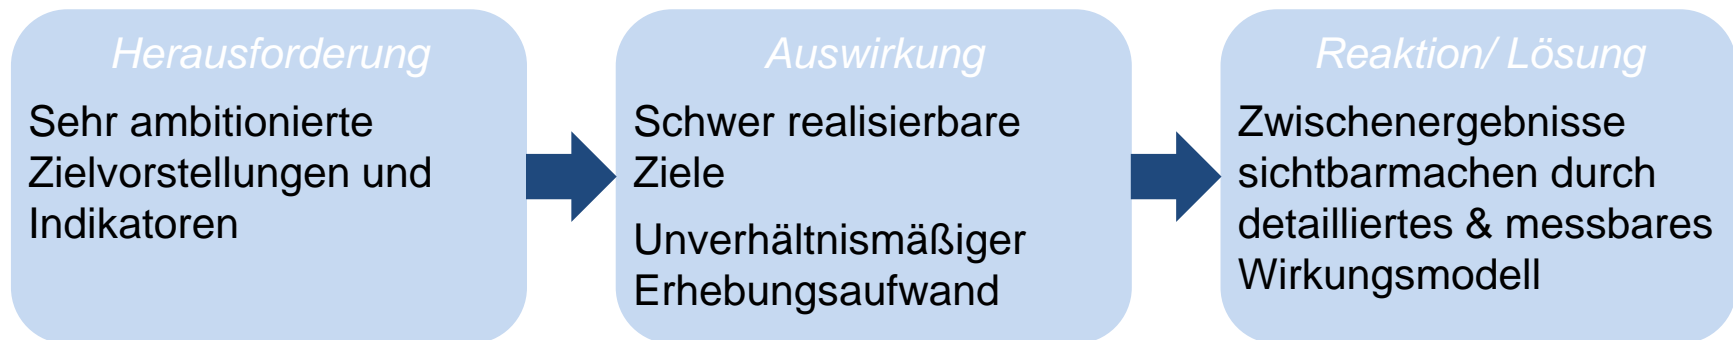 Herausforderung
Sehr ambitionierte
Zielvorstellungen und
Indikatoren
Auswirkung
Schwer realisierbare
Ziele
Unverhältnismäßiger
Erhebungsaufwand
Reaktion/ Lösung
Zwischenergebnisse
sichtbarmachen durch
detailliertes & messbares
Wirkungsmodell